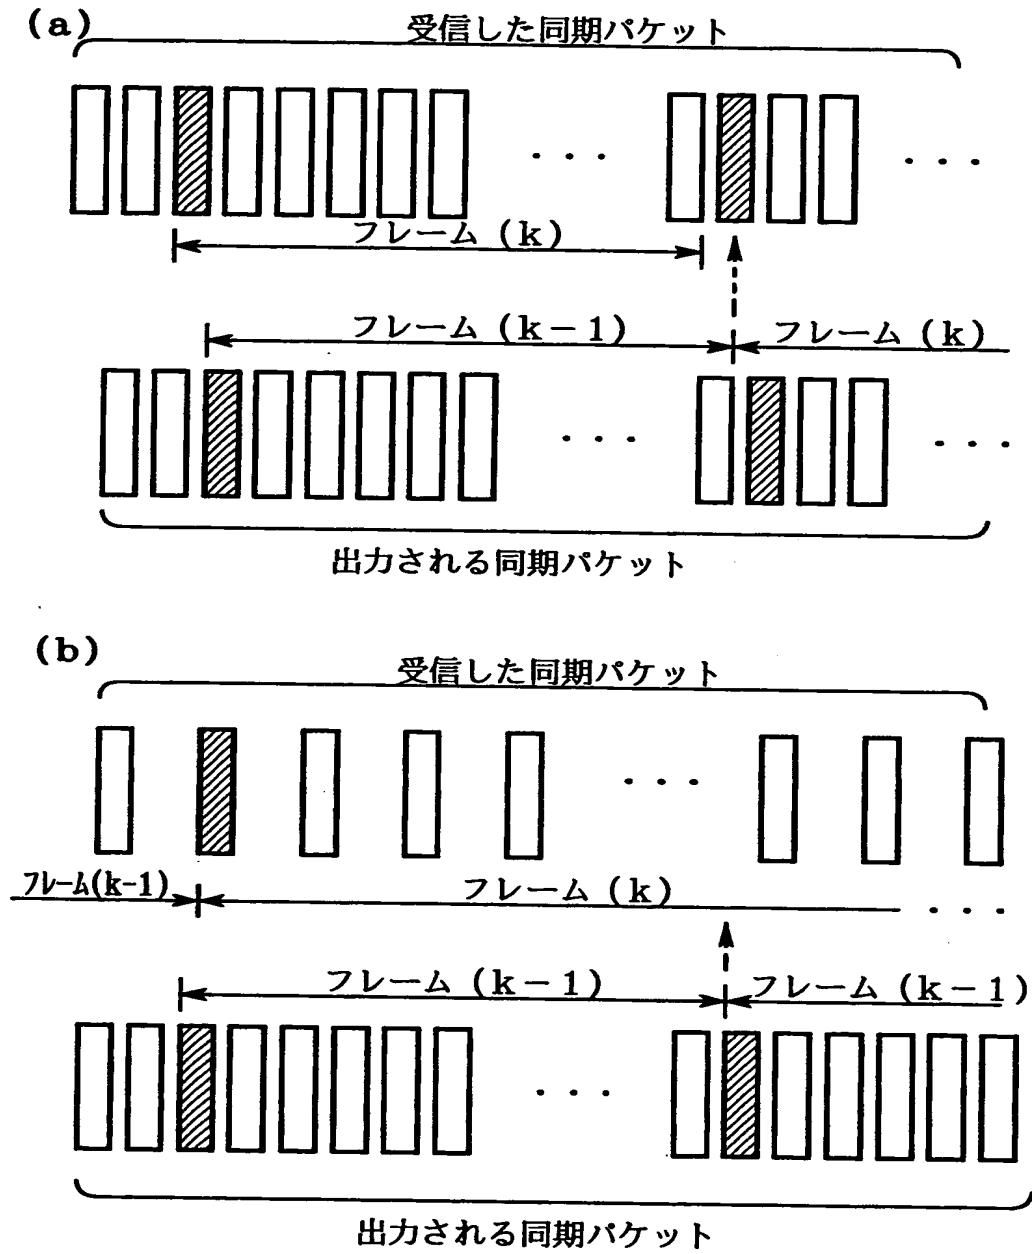 (a)
受信した同期パケット
. . .
. . .
フレーム (k)
フレーム (k－1)
フレーム (k)
. . .
. . .
出力される同期パケット
(b)
受信した同期パケット
. . .
フレーム(k-1)
フレーム (k)
. . .
フレーム (k－1)
フレーム (k－1)
. . .
出力される同期パケット